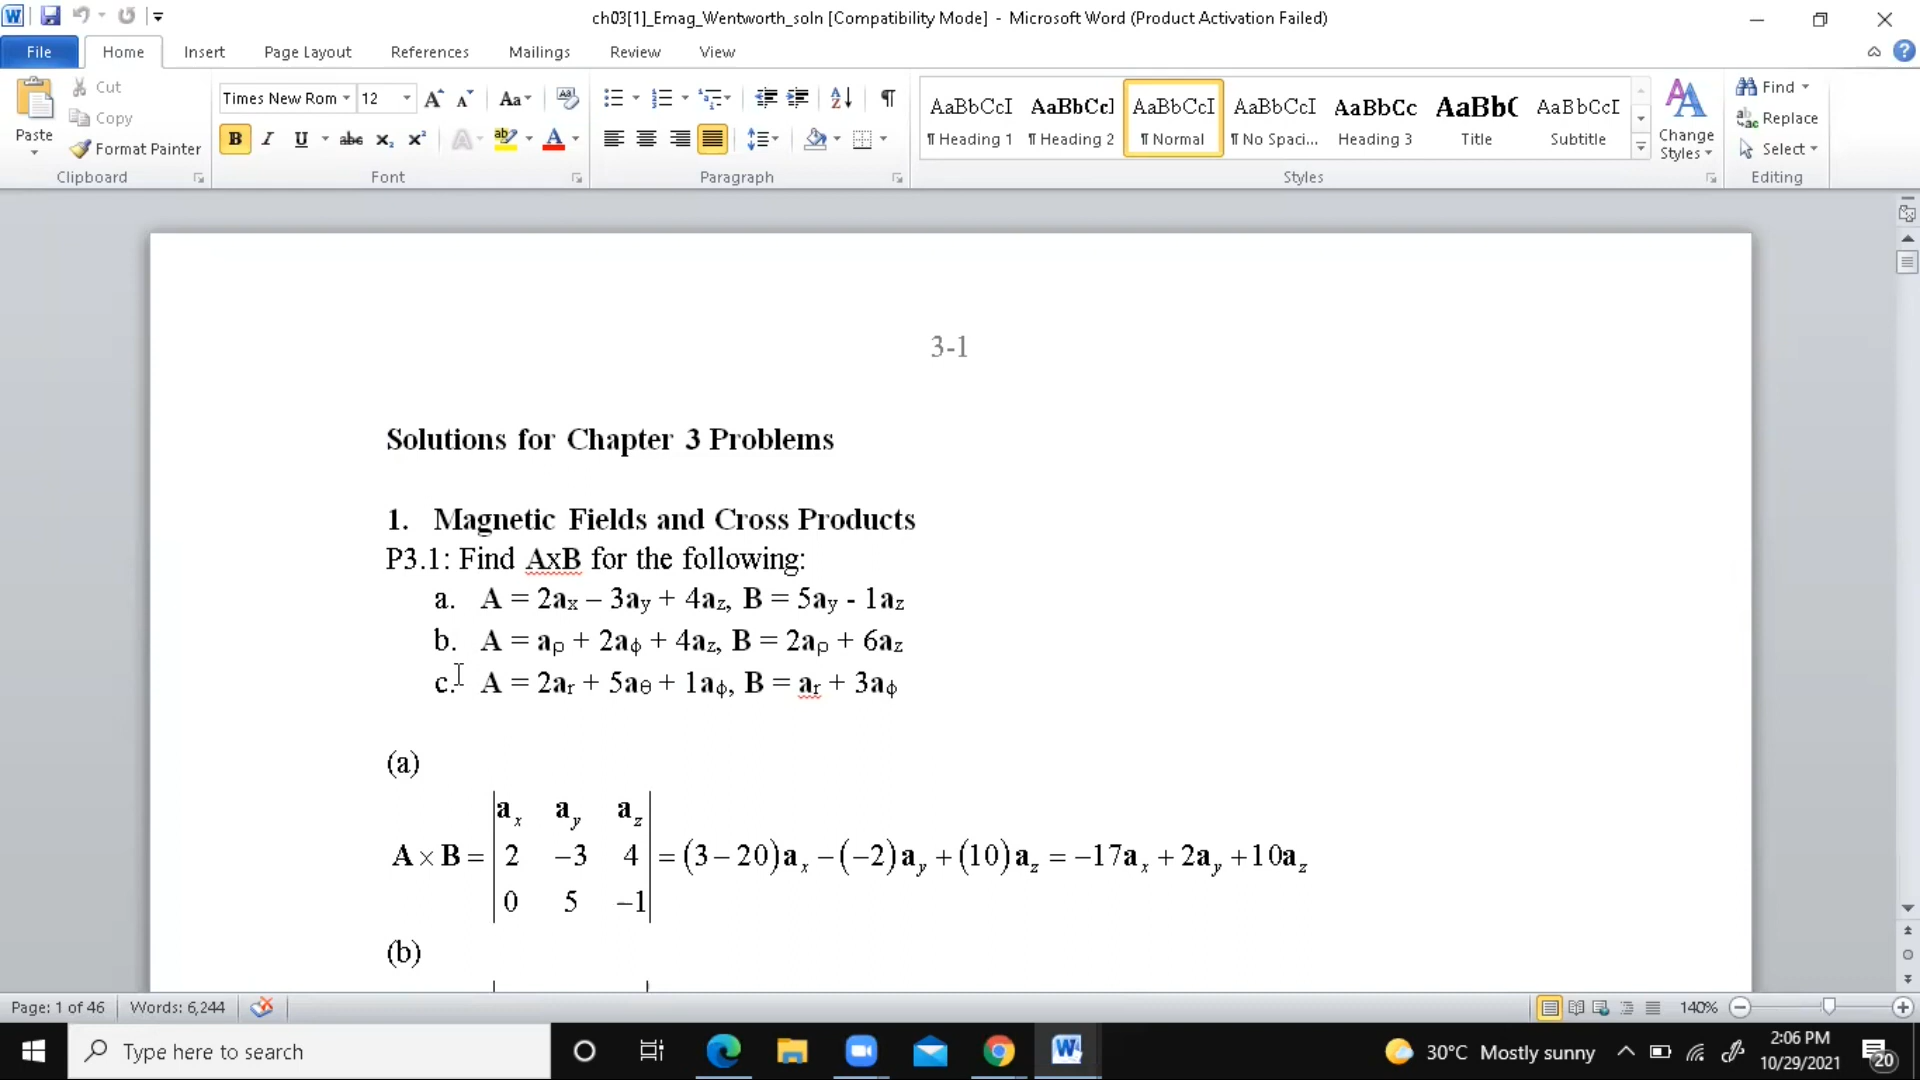 ch03[1]_Emag_Wentworth_soln [Compatibility Mode] - Microsoft Word (Product Activation Failed)
File Home Insert Page Layout References Mailings Review View
Paste
Cut
Copy
Format Painter
Clipboard
Times New Rom 12
Font
Paragraph
AaBbCcI AaBbCcI AaBbCcI AaBbCcI AaBbCc AaBb( AaBbCcI
¶ Heading 1 ¶ Heading 2 ¶ Normal ¶ No Spaci... Heading 3 Title Subtitle
Styles
Change Styles
Find
Replace
Select
Editing
3-1
Solutions for Chapter 3 Problems
1. Magnetic Fields and Cross Products
P3.1: Find AxB for the following:
a. A = 2ax – 3ay + 4az, B = 5ay - 1az
b. A = aρ + 2aϕ + 4az, B = 2aρ + 6az
c. A = 2ar + 5aθ + 1aϕ, B = ar + 3aϕ
(a)
ax ay az
A × B = 2 −3 4 = (3−20)ax −(−2)ay +(10)az = −17ax + 2ay +10az
0 5 −1
(b)
Page: 1 of 46 Words: 6,244 140%
Type here to search 30°C Mostly sunny 2:06 PM
10/29/2021 20